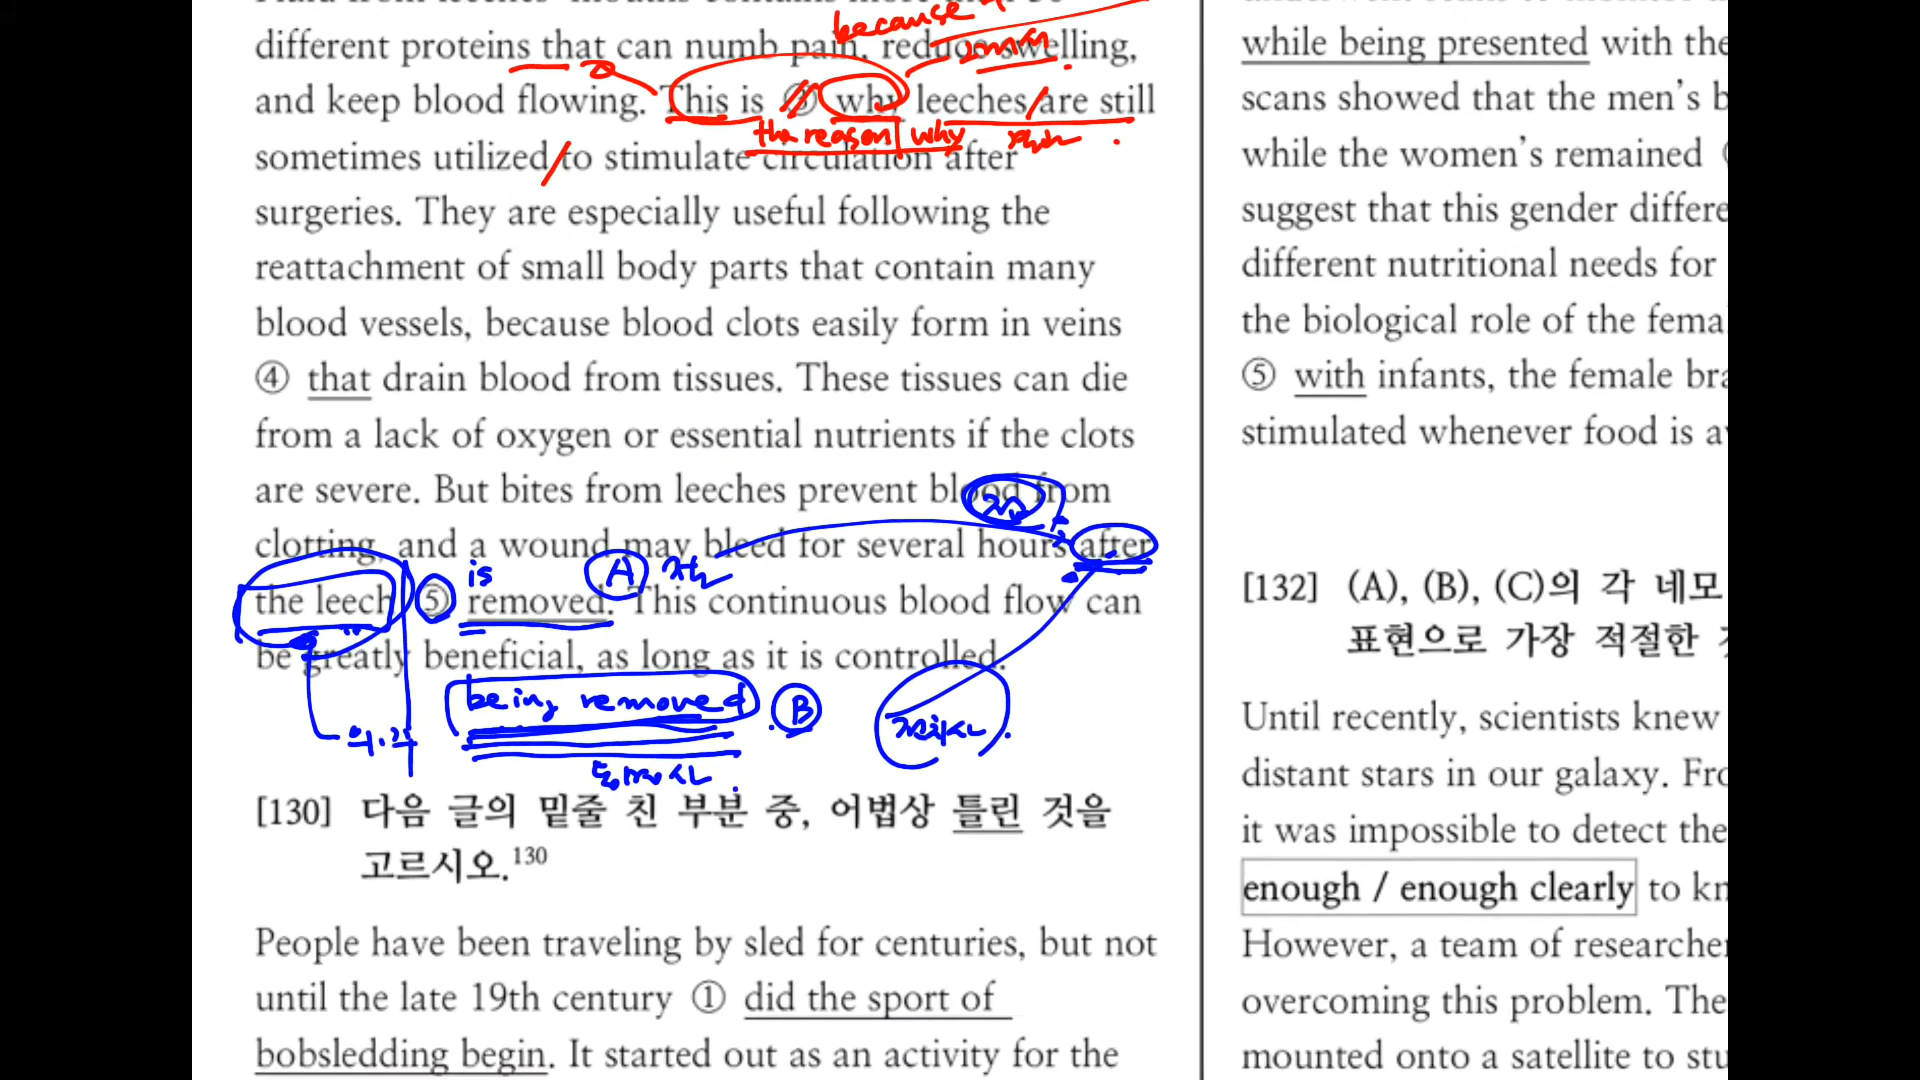 because
different proteins that can numb pain, reduce swelling,
and keep blood flowing. This is ③ why leeches are still
the reason why
sometimes utilized to stimulate circulation after
surgeries. They are especially useful following the
reattachment of small body parts that contain many
blood vessels, because blood clots easily form in veins
④ that drain blood from tissues. These tissues can die
from a lack of oxygen or essential nutrients if the clots
are severe. But bites from leeches prevent blood from
clotting, and a wound may bleed for several hours after
is
A
the leech ⑤ removed. This continuous blood flow can
be greatly beneficial, as long as it is controlled.
being removed
B
의.주
전치사
동명사
[130] 다음 글의 밑줄 친 부분 중, 어법상 틀린 것을
고르시오.130
People have been traveling by sled for centuries, but not
until the late 19th century ① did the sport of
bobsledding begin. It started out as an activity for the
while being presented with the
scans showed that the men's b
while the women's remained
suggest that this gender differe
different nutritional needs for
the biological role of the fema
⑤ with infants, the female bra
stimulated whenever food is av
[132] (A), (B), (C)의 각 네모
표현으로 가장 적절한
Until recently, scientists knew
distant stars in our galaxy. Fro
it was impossible to detect the
enough / enough clearly to kn
However, a team of researcher
overcoming this problem. The
mounted onto a satellite to stu